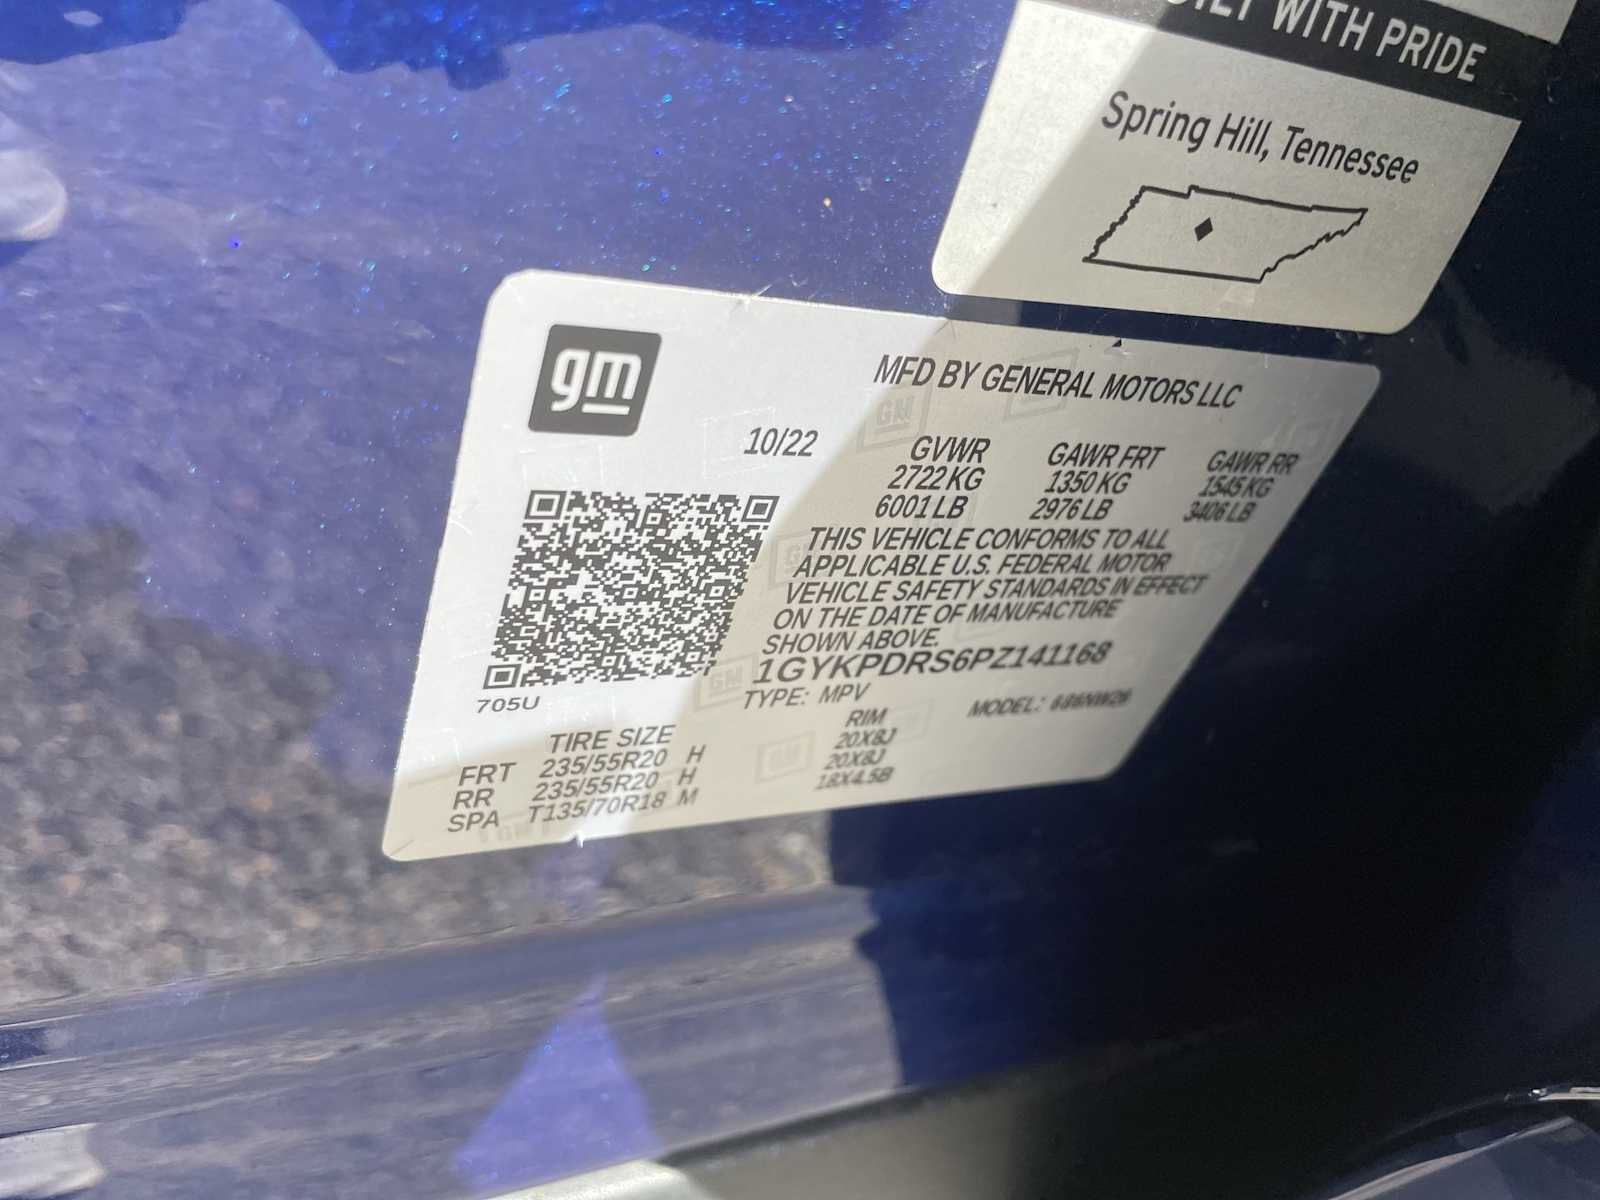 WITH PRIDE
Spring Hill, Tennessee
gm
MFD BY GENERAL MOTORS LLC
10/22
GVWR GAWR FRT GAWR RR
2722 KG 1350 KG 1545 KG
6001 LB 2976 LB 3406 LB
THIS VEHICLE CONFORMS TO ALL
APPLICABLE U.S. FEDERAL MOTOR
VEHICLE SAFETY STANDARDS IN EFFECT
ON THE DATE OF MANUFACTURE
SHOWN ABOVE.
1GYKPDRS6PZ141168
705U
TYPE: MPV MODEL: 6NW26
TIRE SIZE RIM
FRT 235/55R20 H 20X8J
RR 235/55R20 H 20X8J
SPA T135/70R18 M 18X4.5B